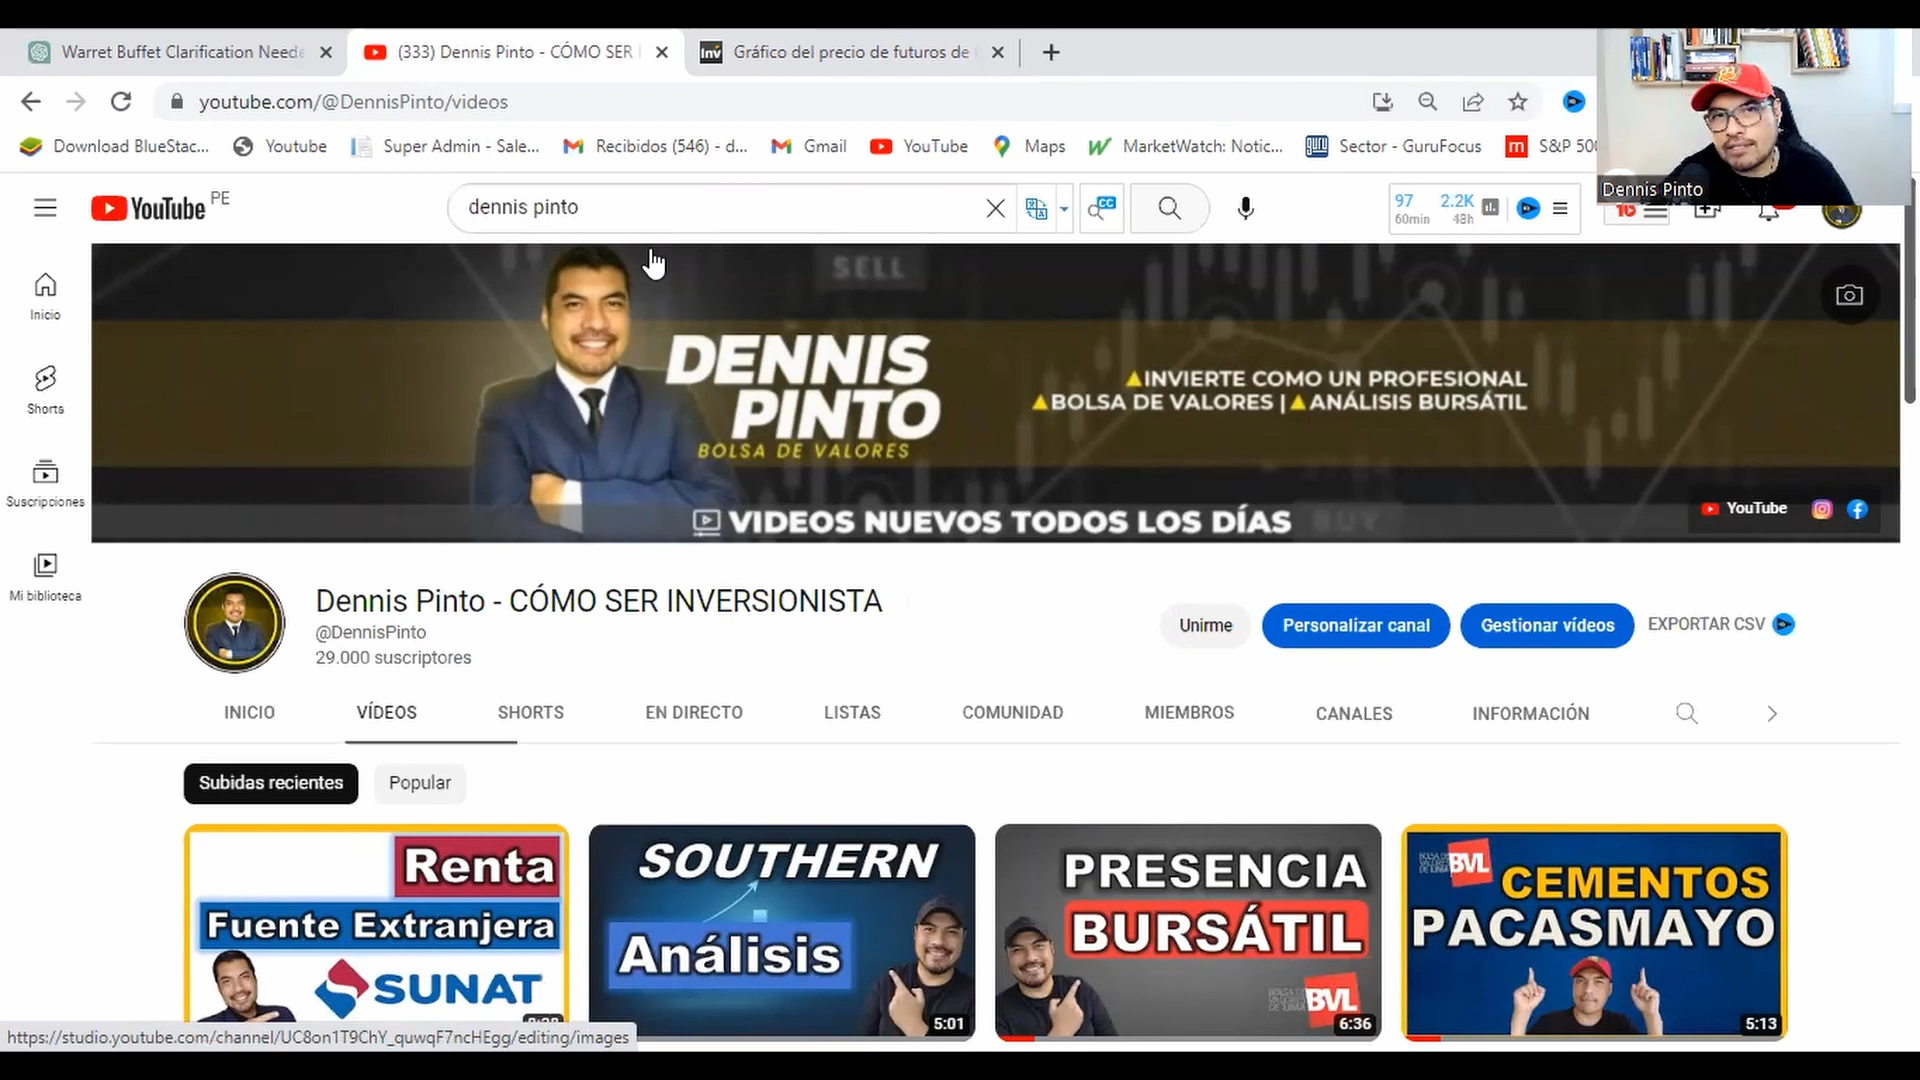 Warret Buffet Clarification Neede
(333) Dennis Pinto - CÓMO SER I
Inv
Gráfico del precio de futuros de
youtube.com/@DennisPinto/videos
Download BlueStac...
Youtube
Super Admin - Sale...
Recibidos (546) - d...
Gmail
YouTube
Maps
MarketWatch: Notic...
guru
Sector - GuruFocus
m
S&P 500
Dennis Pinto
YouTube PE
dennis pinto
CC
97
60min
2.2K
48h
SELL
DENNIS
PINTO
BOLSA DE VALORES
INVIERTE COMO UN PROFESIONAL
BOLSA DE VALORES | ANÁLISIS BURSÁTIL
VIDEOS NUEVOS TODOS LOS DÍAS
BUY
YouTube
Inicio
Shorts
Suscripciones
Mi biblioteca
Dennis Pinto - CÓMO SER INVERSIONISTA
@DennisPinto
29.000 suscriptores
Unirme
Personalizar canal
Gestionar vídeos
EXPORTAR CSV
INICIO
VÍDEOS
SHORTS
EN DIRECTO
LISTAS
COMUNIDAD
MIEMBROS
CANALES
INFORMACIÓN
Subidas recientes
Popular
Renta
Fuente Extranjera
SUNAT
SOUTHERN
Análisis
5:01
PRESENCIA
BURSÁTIL
BVL
6:36
BVL
CEMENTOS
PACASMAYO
5:13
https://studio.youtube.com/channel/UC8on1T9ChY_quwqF7ncHEgg/editing/images